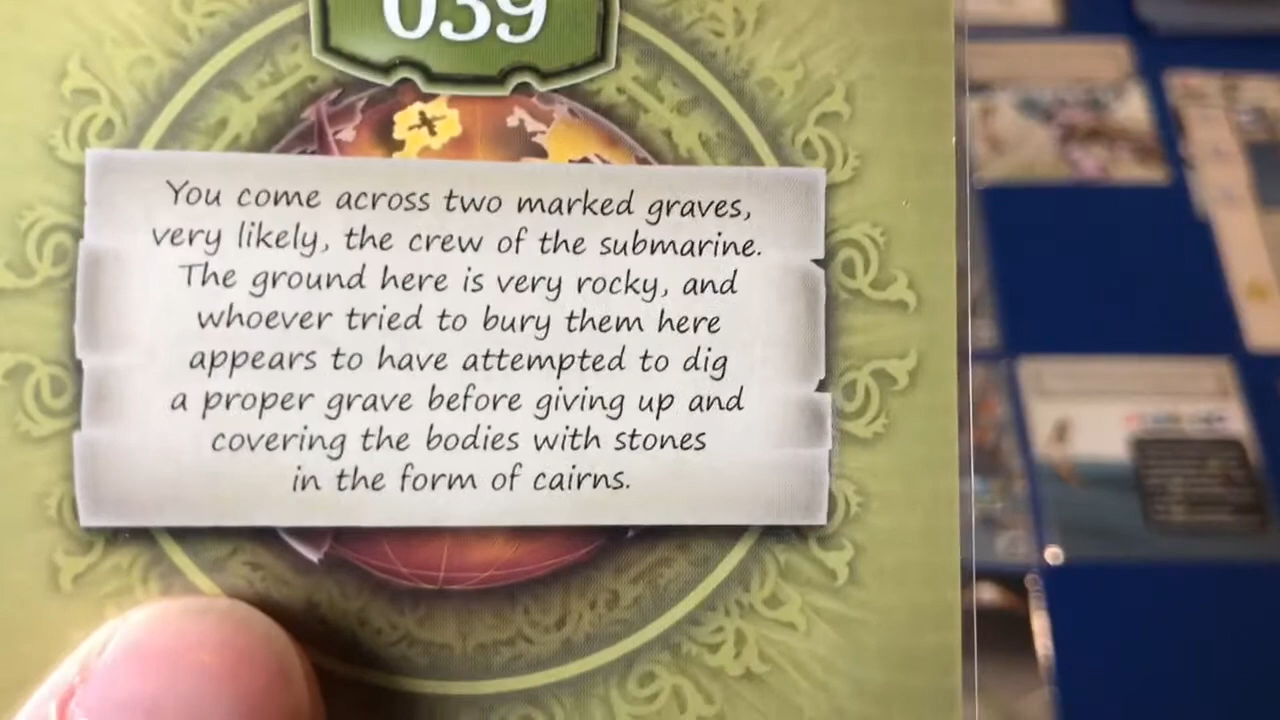 039
You come across two marked graves,
very likely, the crew of the submarine.
The ground here is very rocky, and
whoever tried to bury them here
appears to have attempted to dig
a proper grave before giving up and
covering the bodies with stones
in the form of cairns.